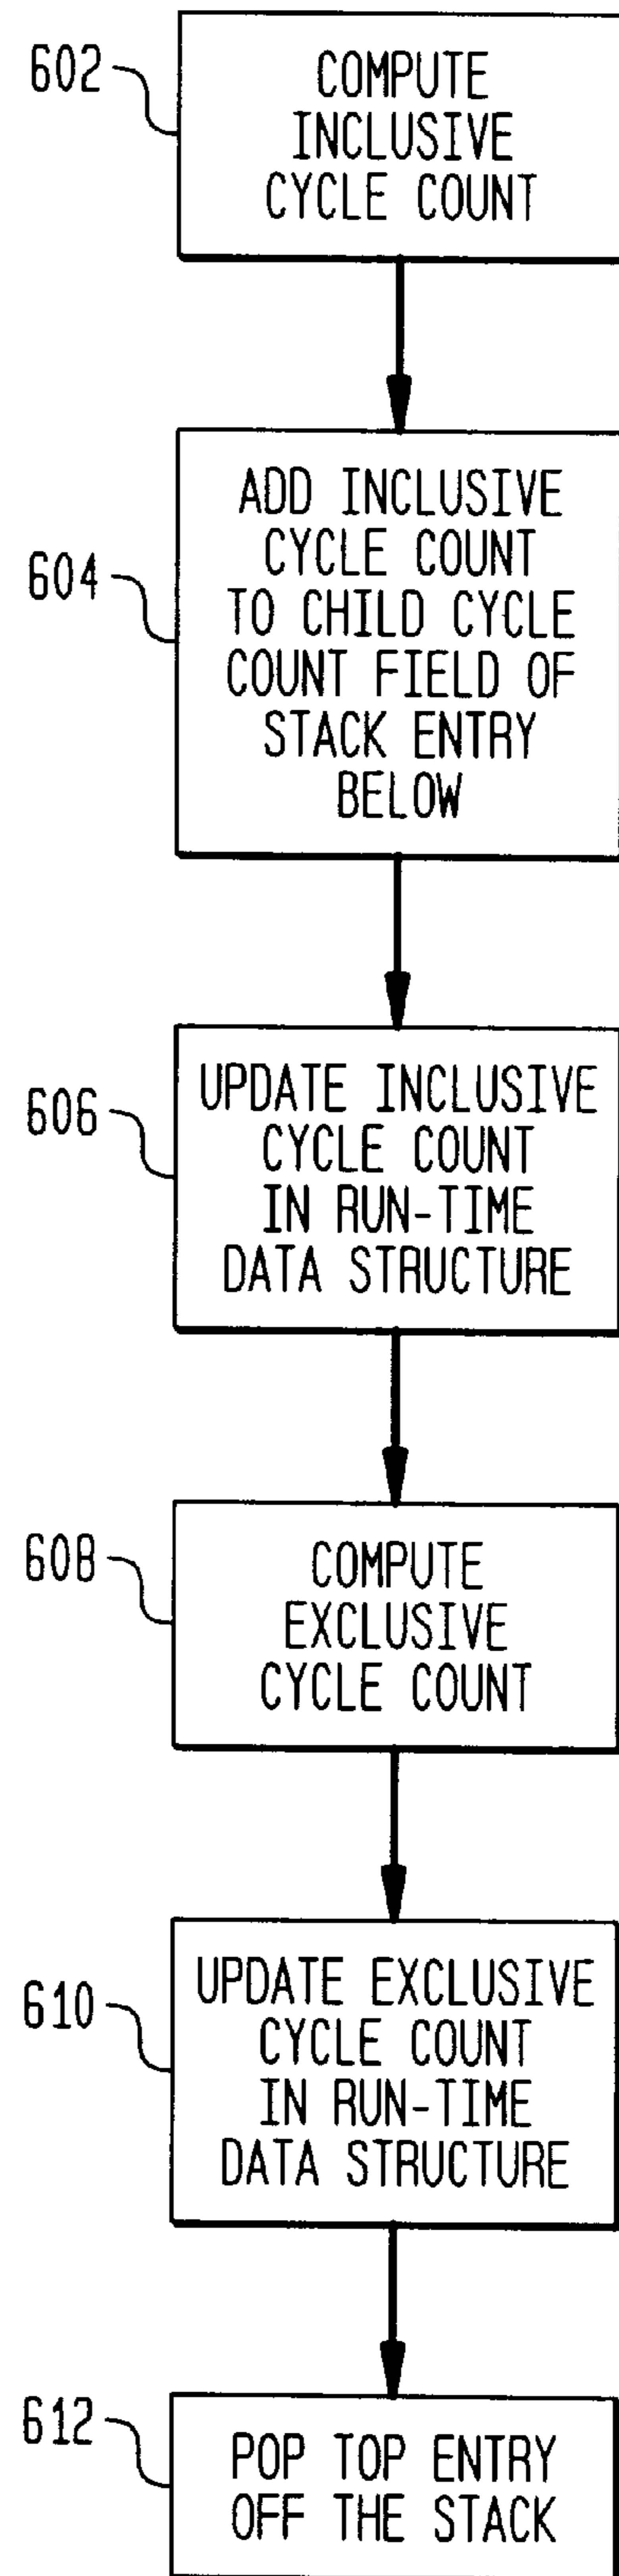 602
COMPUTE
INCLUSIVE
CYCLE COUNT
604
ADD INCLUSIVE
CYCLE COUNT
TO CHILD CYCLE
COUNT FIELD OF
STACK ENTRY
BELOW
606
UPDATE INCLUSIVE
CYCLE COUNT
IN RUN-TIME
DATA STRUCTURE
608
COMPUTE
EXCLUSIVE
CYCLE COUNT
610
UPDATE EXCLUSIVE
CYCLE COUNT
IN RUN-TIME
DATA STRUCTURE
612
POP TOP ENTRY
OFF THE STACK